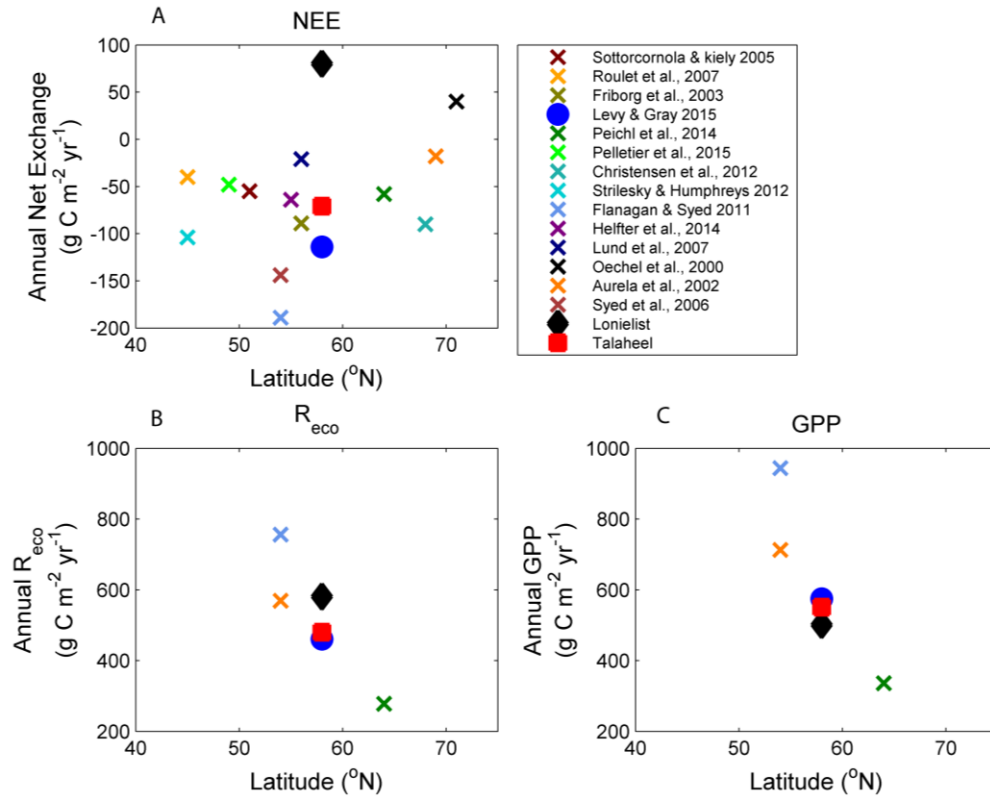 A
NEE
Annual Net Exchange
(g C m-2 yr-1)
100
50
0
-50
-100
-150
-200
40
50
60
70
Latitude (oN)
Sottorcornola & kiely 2005
Roulet et al., 2007
Friborg et al., 2003
Levy & Gray 2015
Peichl et al., 2014
Pelletier et al., 2015
Christensen et al., 2012
Strilesky & Humphreys 2012
Flanagan & Syed 2011
Helfter et al., 2014
Lund et al., 2007
Oechel et al., 2000
Aurela et al., 2002
Syed et al., 2006
Lonielist
Talaheel
B
Reco
Annual Reco
(g C m-2 yr-1)
1000
800
600
400
200
40
50
60
70
Latitude (oN)
C
GPP
Annual GPP
(g C m-2 yr-1)
1000
800
600
400
200
40
50
60
70
Latitude (oN)